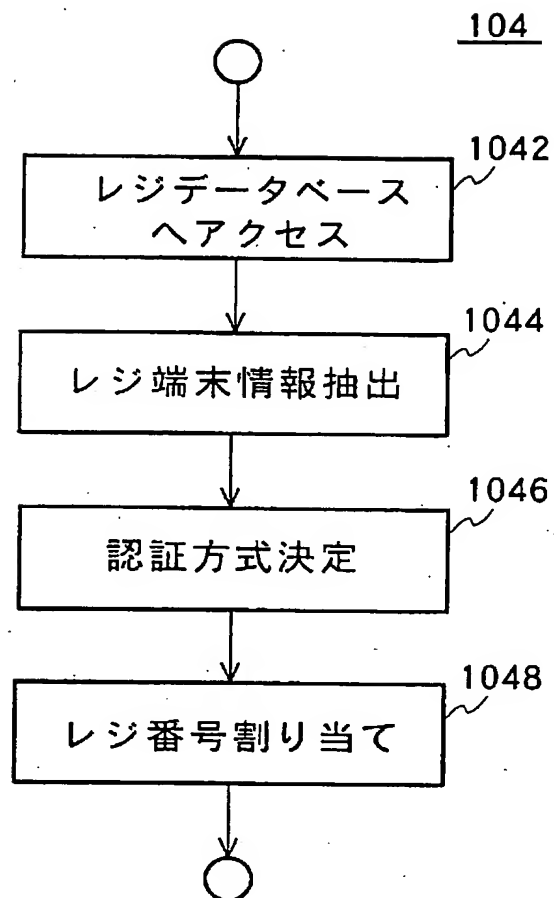 104
1042
レジデータベース
へアクセス
1044
レジ端末情報抽出
1046
認証方式決定
1048
レジ番号割り当て